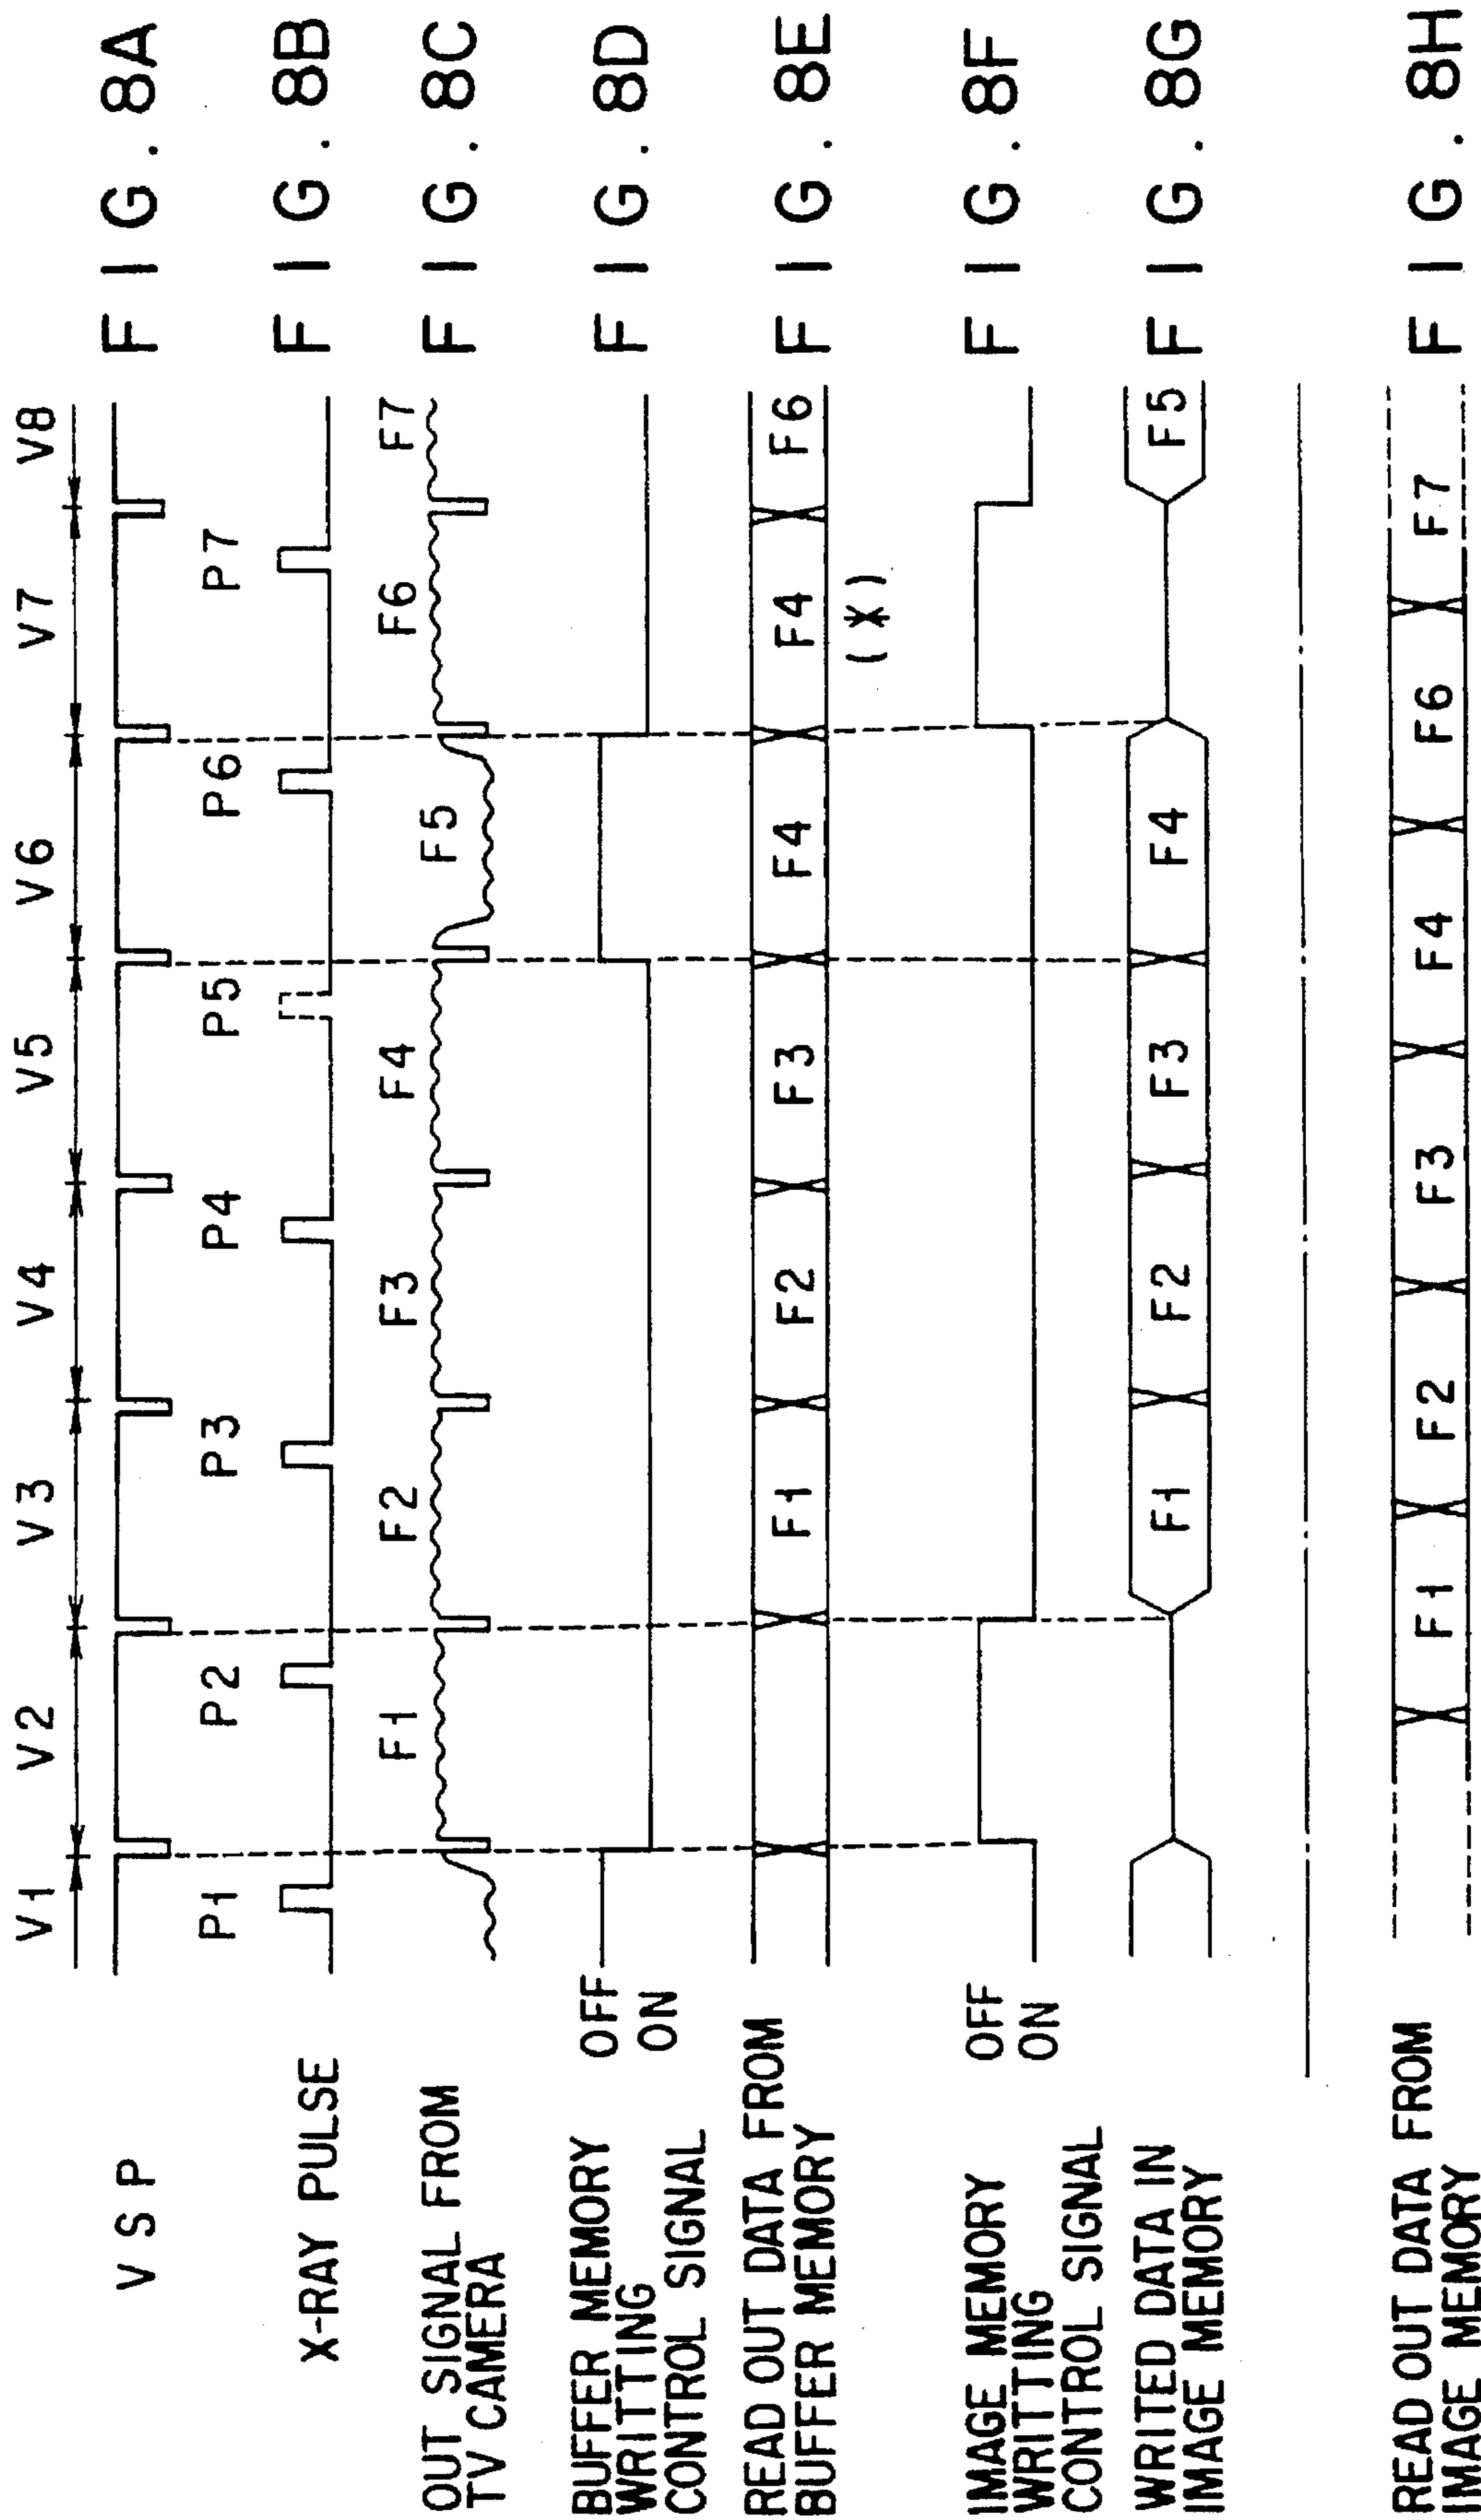 V1 V2 V3 V4 V5 V6 V7 V8
VSP
FIG. 8A
P1 P2 P3 P4 P5 P6 P7
X-RAY PULSE
FIG. 8B
F1 F2 F3 F4 F5 F6 F7
OUT SIGNAL FROM
TV CAMERA
FIG. 8C
BUFFER MEMORY
WRITTING
CONTROL SIGNAL
OFF
ON
FIG. 8D
READ OUT DATA FROM
BUFFER MEMORY
F1 F2 F3 F4 F4 F6
(*)
FIG. 8E
IMAGE MEMORY
WRITTING
CONTROL SIGNAL
OFF
ON
FIG. 8F
WRITED DATA IN
IMAGE MEMORY
F1 F2 F3 F4 F5
FIG. 8G
READ OUT DATA FROM
IMAGE MEMORY
F1 F2 F3 F4 F6 F7
FIG. 8H